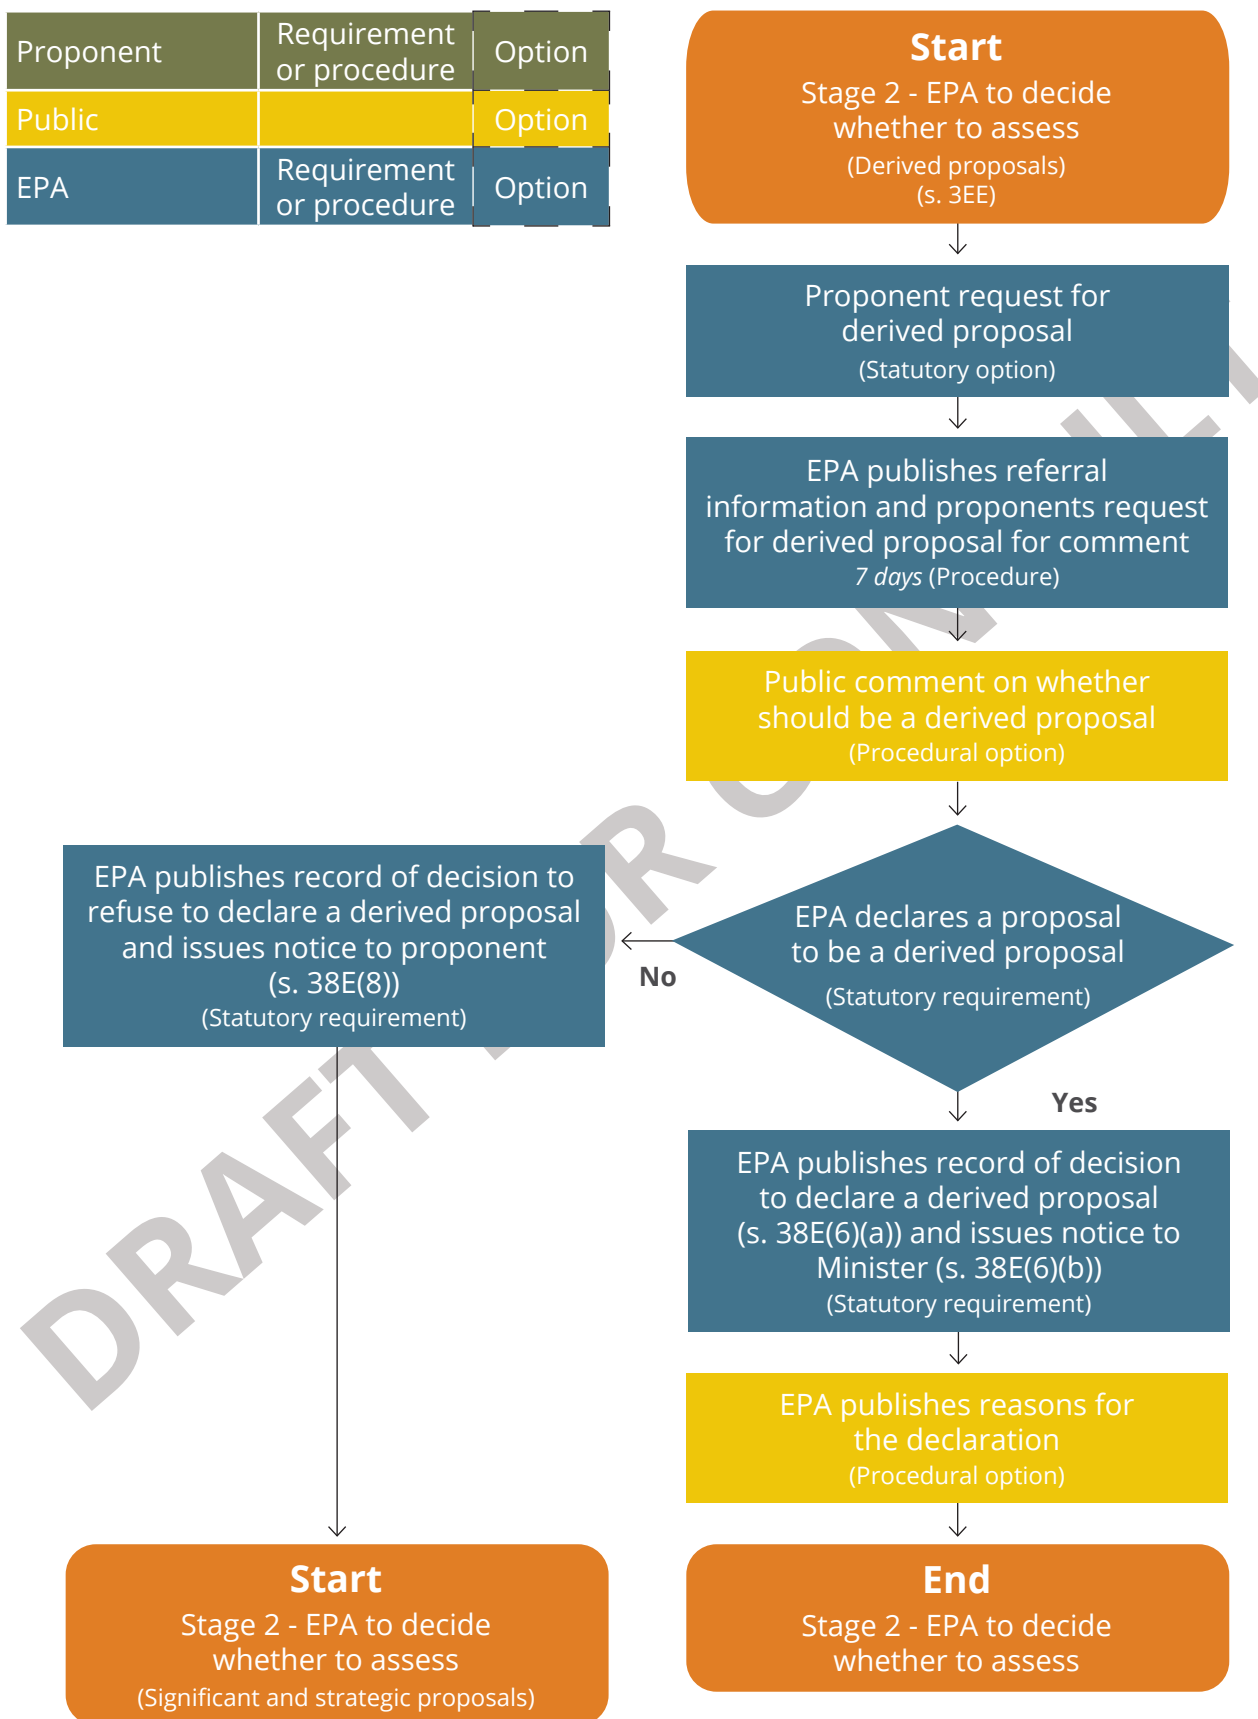 Proponent
Requirement
or procedure
Option
Public
Option
EPA
Requirement
or procedure
Option
Start
Stage 2 - EPA to decide
whether to assess
(Derived proposals)
(s. 3EE)
Proponent request for
derived proposal
(Statutory option)
EPA publishes referral
information and proponents request
for derived proposal for comment
7 days (Procedure)
Public comment on whether
should be a derived proposal
(Procedural option)
EPA declares a proposal
to be a derived proposal
(Statutory requirement)
No
EPA publishes record of decision to
refuse to declare a derived proposal
and issues notice to proponent
(s. 38E(8))
(Statutory requirement)
Yes
EPA publishes record of decision
to declare a derived proposal
(s. 38E(6)(a)) and issues notice to
Minister (s. 38E(6)(b))
(Statutory requirement)
EPA publishes reasons for
the declaration
(Procedural option)
Start
Stage 2 - EPA to decide
whether to assess
(Significant and strategic proposals)
End
Stage 2 - EPA to decide
whether to assess
DRAFT